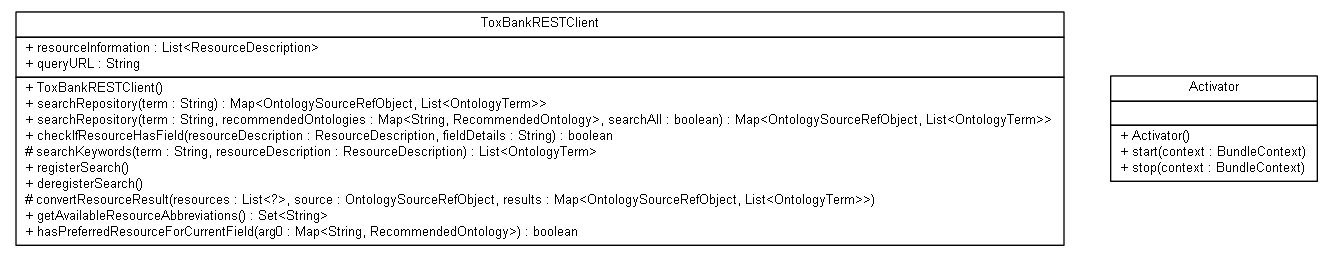 ToxBankRESTClient
+ resourceInformation : List<ResourceDescription>
+ queryURL : String
+ ToxBankRESTClient()
+ searchRepository(term : String) : Map<OntologySourceRefObject, List<OntologyTerm>>
+ searchRepository(term : String, recommendedOntologies : Map<String, RecommendedOntology>, searchAll : boolean) : Map<OntologySourceRefObject, List<OntologyTerm>>
+ checkIfResourceHasField(resourceDescription : ResourceDescription, fieldDetails : String) : boolean
# searchKeywords(term : String, resourceDescription : ResourceDescription) : List<OntologyTerm>
+ registerSearch()
+ deregisterSearch()
# convertResourceResult(resources : List<?>, source : OntologySourceRefObject, results : Map<OntologySourceRefObject, List<OntologyTerm>>)
+ getAvailableResourceAbbreviations() : Set<String>
+ hasPreferredResourceForCurrentField(arg0 : Map<String, RecommendedOntology>) : boolean
Activator
+ Activator()
+ start(context : BundleContext)
+ stop(context : BundleContext)